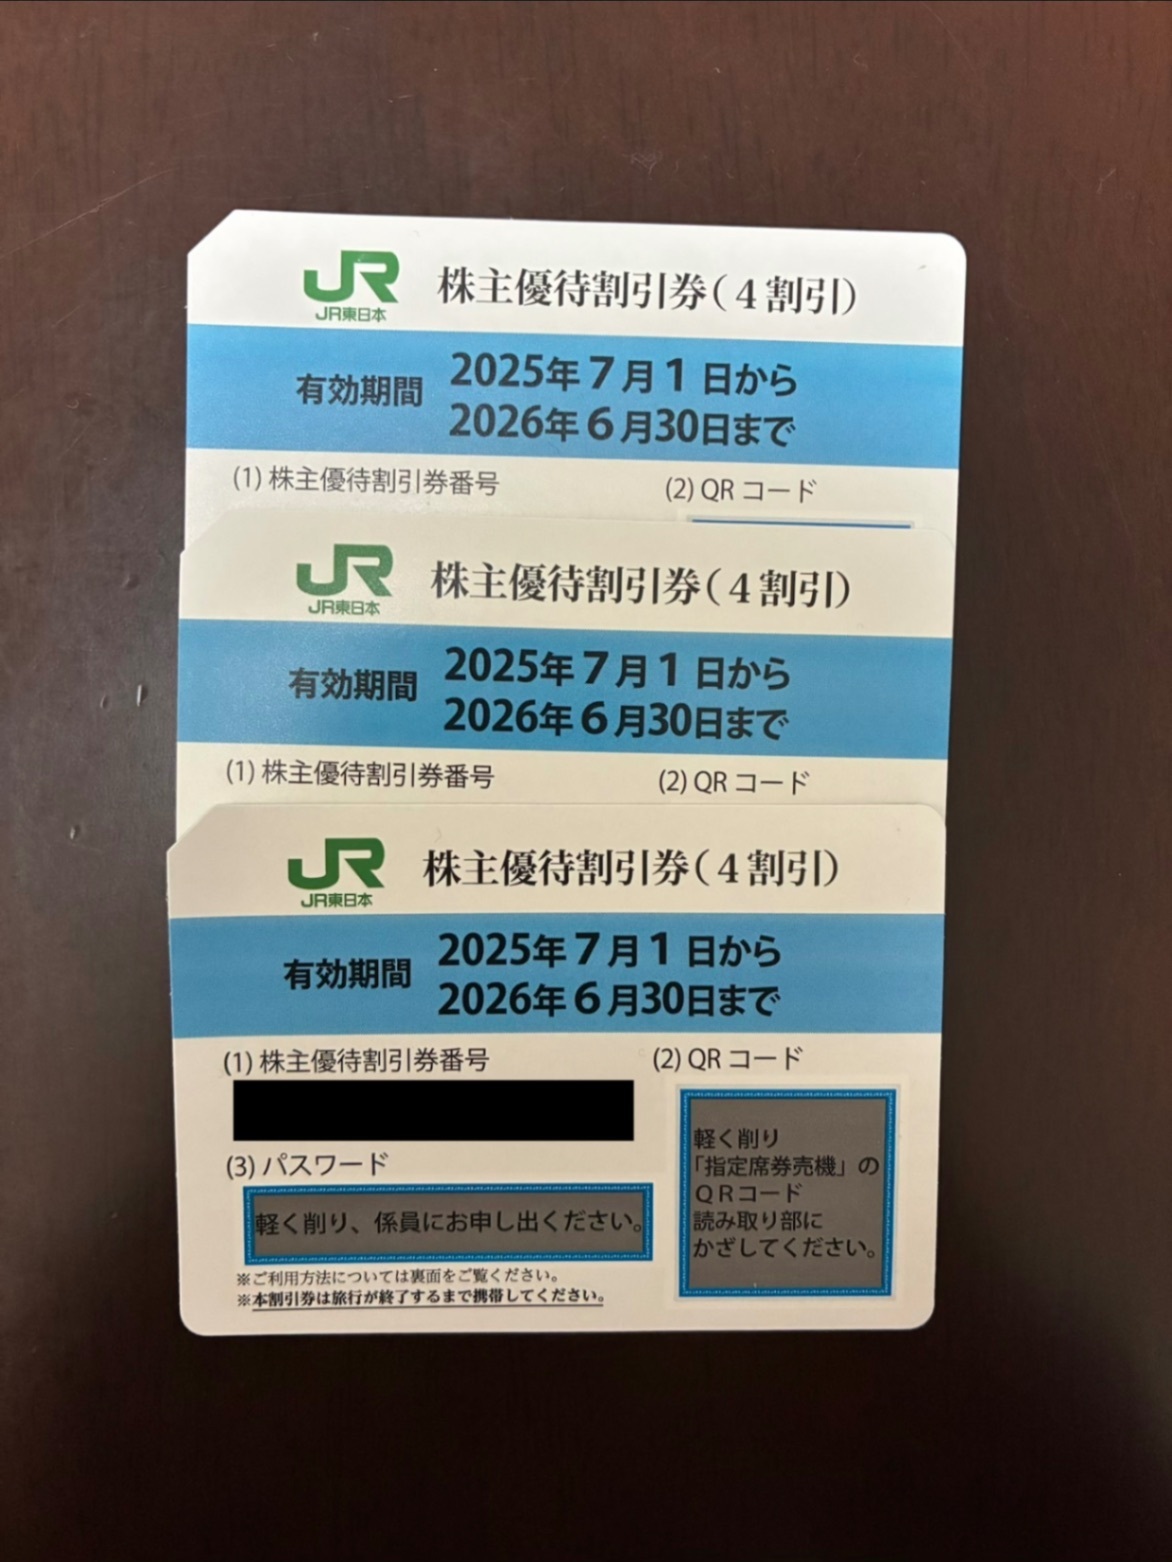 JR 株主優待割引券(4割引)
JR東日本
有効期間
2025年7月1日から
2026年6月30日まで
(1) 株主優待割引券番号
(2) QRコード
JR 株主優待割引券(4割引)
JR東日本
有効期間
2025年7月1日から
2026年6月30日まで
(1) 株主優待割引券番号
(2) QRコード
JR 株主優待割引券(4割引)
JR東日本
有効期間
2025年7月1日から
2026年6月30日まで
(1) 株主優待割引券番号
(2) QRコード
軽く削り
「指定席券売機」の
QRコード
読み取り部に
かざしてください。
(3) パスワード
軽く削り、係員にお申し出ください。
※ご利用方法については裏面をご覧ください。
※本割引券は旅行が終了するまで携帯してください。